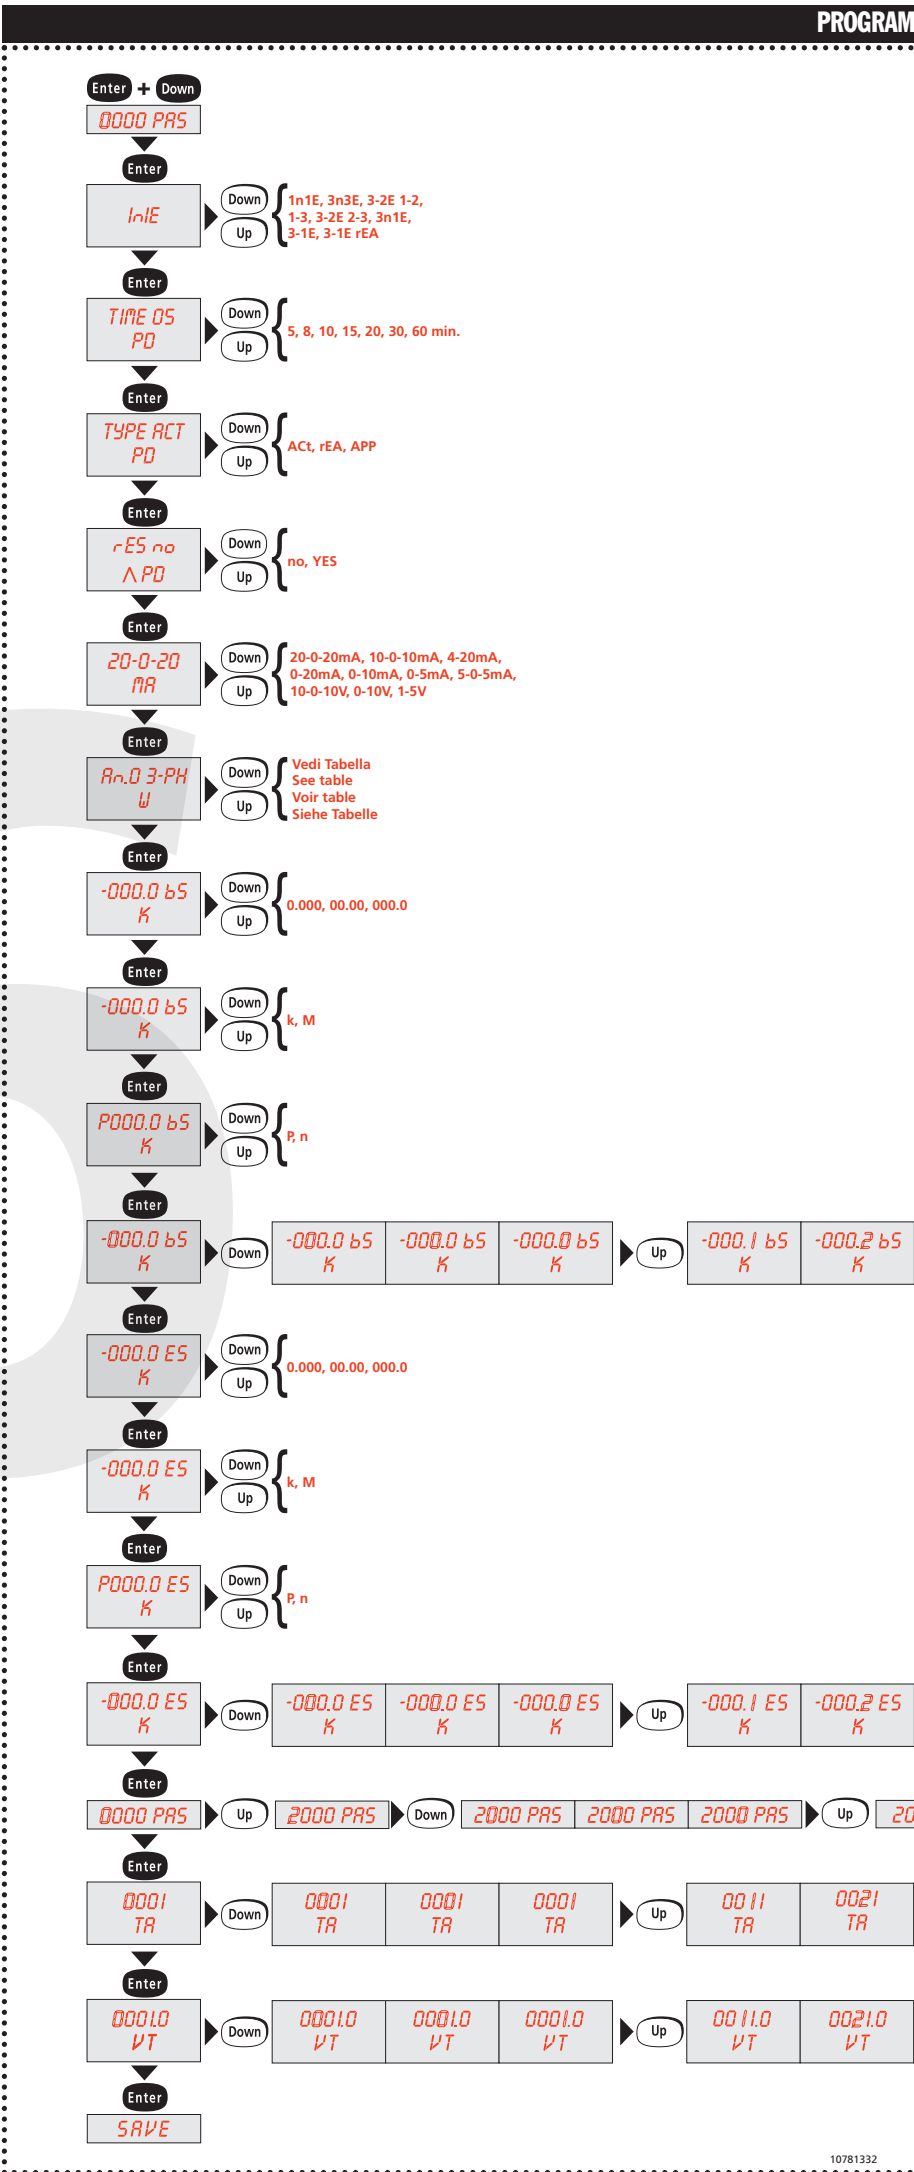 PROGRAM
Enter + Down
0000 PAS
Enter
1n1E
Down
Up
1n1E, 3n3E, 3-2E 1-2,
1-3, 3-2E 2-3, 3n1E,
3-1E, 3-1E rEA
Enter
TIME 05
PD
Down
Up
5, 8, 10, 15, 20, 30, 60 min.
Enter
TYPE ACT
PD
Down
Up
ACt, rEA, APP
Enter
rES no
Λ PD
Down
Up
no, YES
Enter
20-0-20
MA
Down
Up
20-0-20mA, 10-0-10mA, 4-20mA,
0-20mA, 0-10mA, 0-5mA, 5-0-5mA,
10-0-10V, 0-10V, 1-5V
Enter
An.0 3-PH
W
Down
Up
Vedi Tabella
See table
Voir table
Siehe Tabelle
Enter
-000.0 bS
K
Down
Up
0.000, 00.00, 000.0
Enter
-000.0 bS
K
Down
Up
k, M
Enter
P000.0 bS
K
Down
Up
P, n
Enter
-000.0 bS
K
Down
-000.0 bS
K
-000.0 bS
K
-000.0 bS
K
Up
-000.1 bS
K
-000.2 bS
K
Enter
-000.0 ES
K
Down
Up
0.000, 00.00, 000.0
Enter
-000.0 ES
K
Down
Up
k, M
Enter
P000.0 ES
K
Down
Up
P, n
Enter
-000.0 ES
K
Down
-000.0 ES
K
-000.0 ES
K
-000.0 ES
K
Up
-000.1 ES
K
-000.2 ES
K
Enter
0000 PAS
Up
2000 PAS
Down
2000 PAS
2000 PAS
2000 PAS
Up
20
Enter
0001
TA
Down
0001
TA
0001
TA
0001
TA
Up
0011
TA
0021
TA
Enter
0001.0
VT
Down
0001.0
VT
0001.0
VT
0001.0
VT
Up
0011.0
VT
0021.0
VT
Enter
SAVE
10781332